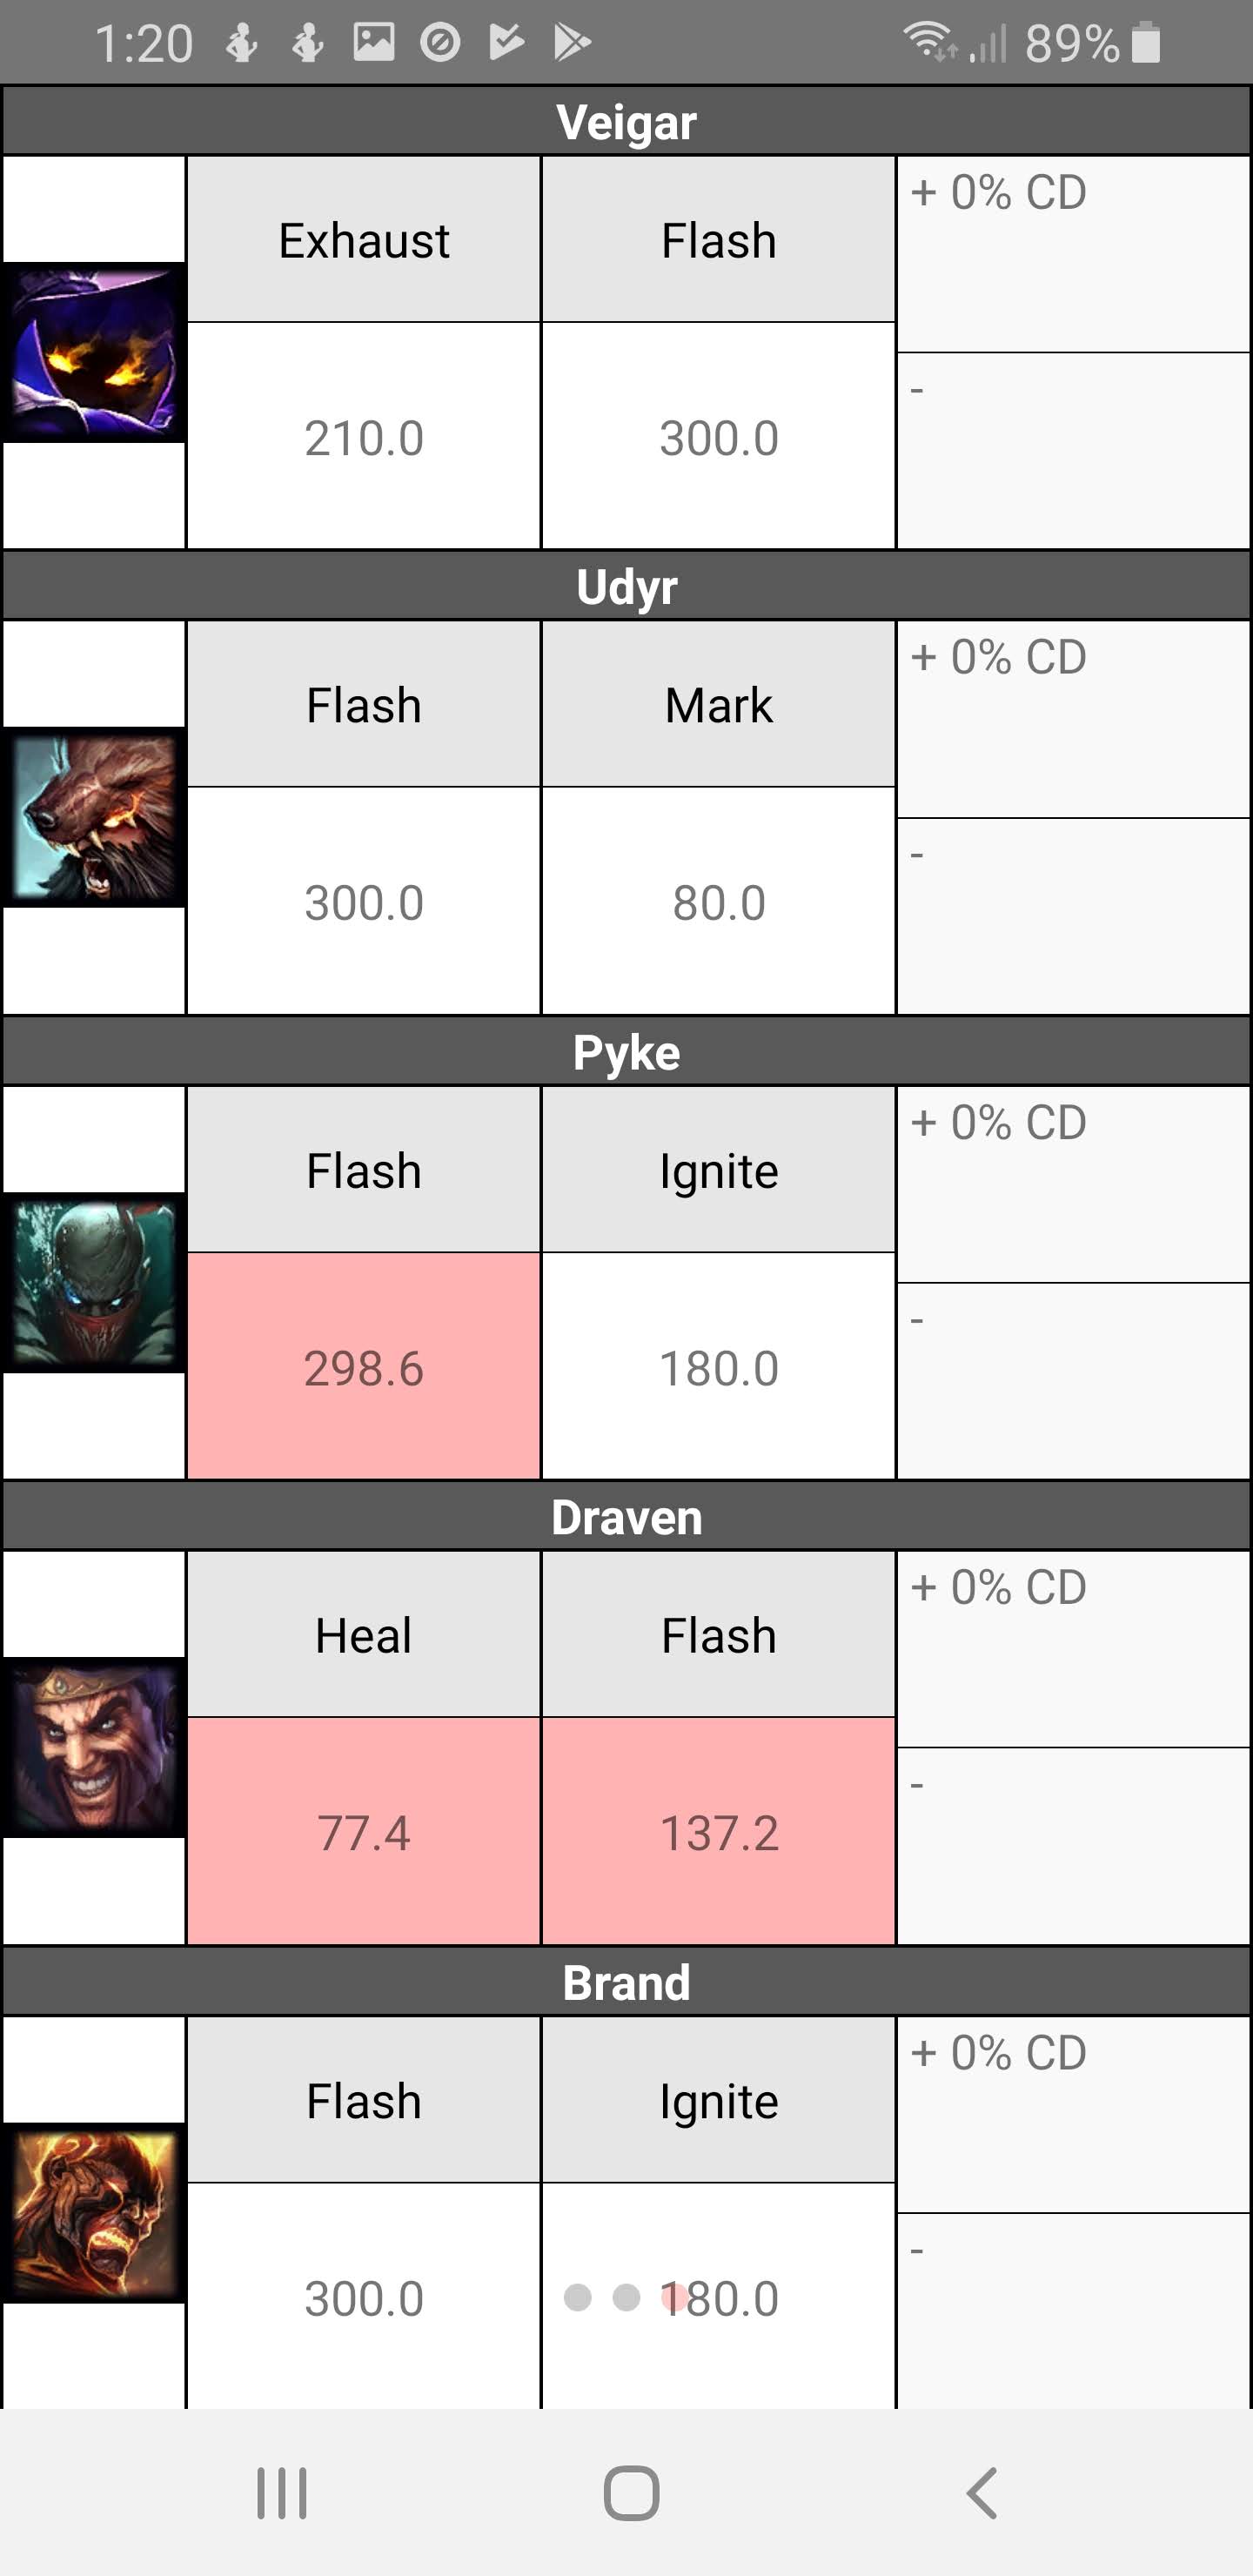 1:20 89%
Veigar
Exhaust Flash + 0% CD
210.0 300.0 -
Udyr
Flash Mark + 0% CD
300.0 80.0 -
Pyke
Flash Ignite + 0% CD
298.6 180.0 -
Draven
Heal Flash + 0% CD
77.4 137.2 -
Brand
Flash Ignite + 0% CD
300.0 180.0 -